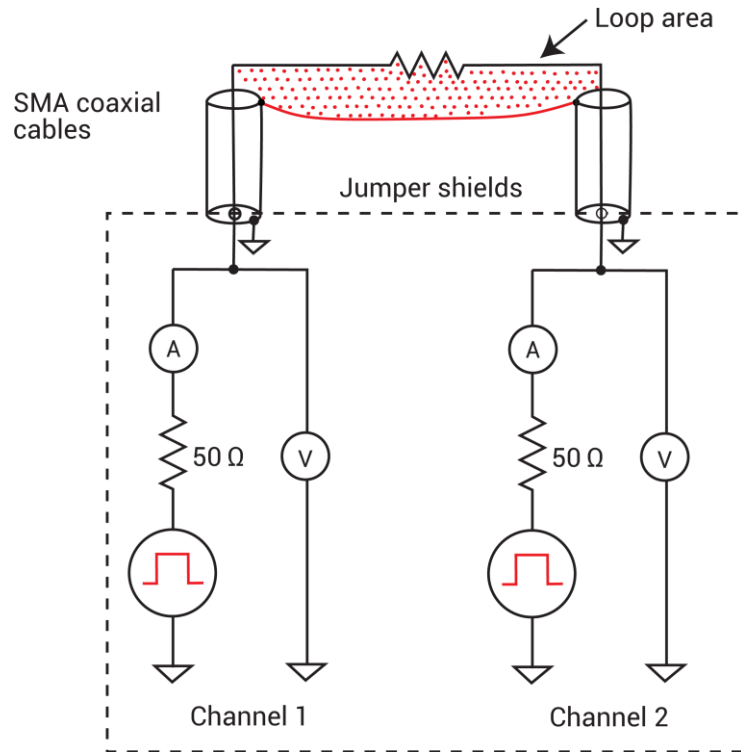 Loop area
SMA coaxial
cables
Jumper shields
A
A
50 Ω
V
50 Ω
V
Channel 1
Channel 2